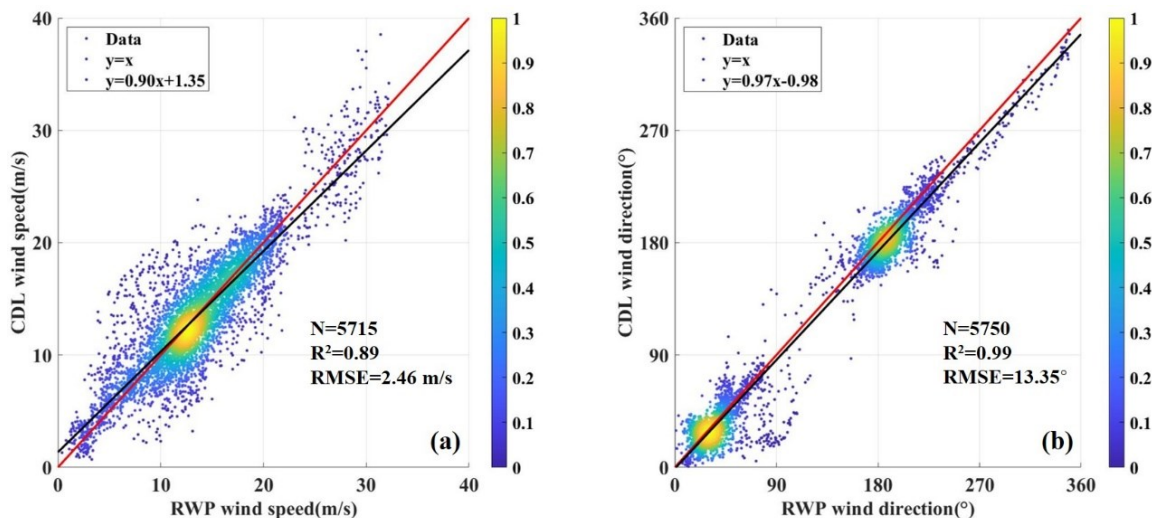 40
30
20
10
0
CDL wind speed(m/s)
Data
y=x
y=0.90x+1.35
N=5715
R²=0.89
RMSE=2.46 m/s
(a)
0 10 20 30 40
RWP wind speed(m/s)
1
0.9
0.8
0.7
0.6
0.5
0.4
0.3
0.2
0.1
0
360
270
180
90
0
CDL wind direction(°)
Data
y=x
y=0.97x-0.98
N=5750
R²=0.99
RMSE=13.35°
(b)
0 90 180 270 360
RWP wind direction(°)
1
0.9
0.8
0.7
0.6
0.5
0.4
0.3
0.2
0.1
0